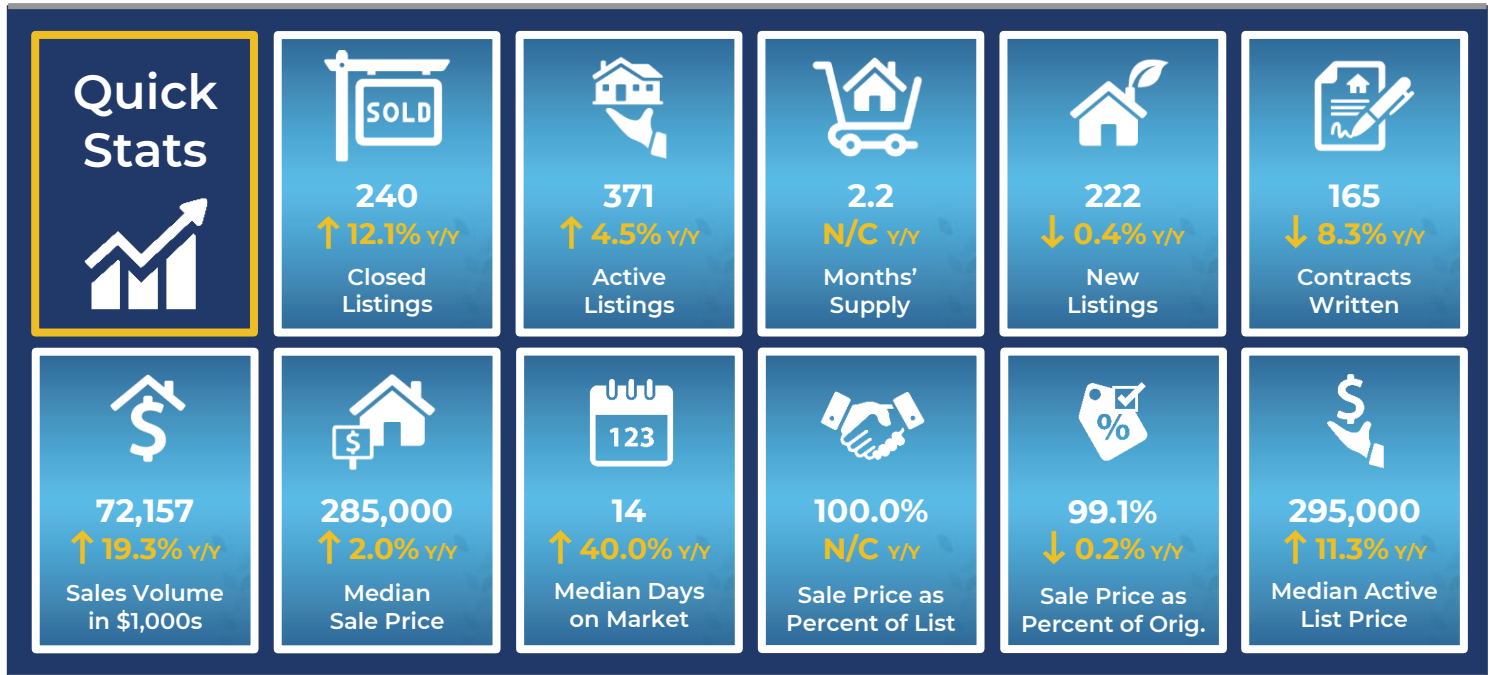 Quick
Stats
SOLD
240
↑ 12.1% Y/Y
Closed
Listings
371
↑ 4.5% Y/Y
Active
Listings
2.2
N/C Y/Y
Months’
Supply
222
↓ 0.4% Y/Y
New
Listings
165
↓ 8.3% Y/Y
Contracts
Written
$
72,157
↑ 19.3% Y/Y
Sales Volume
in $1,000s
$
285,000
↑ 2.0% Y/Y
Median
Sale Price
123
14
↑ 40.0% Y/Y
Median Days
on Market
100.0%
N/C Y/Y
Sale Price as
Percent of List
%
99.1%
↓ 0.2% Y/Y
Sale Price as
Percent of Orig.
$
295,000
↑ 11.3% Y/Y
Median Active
List Price